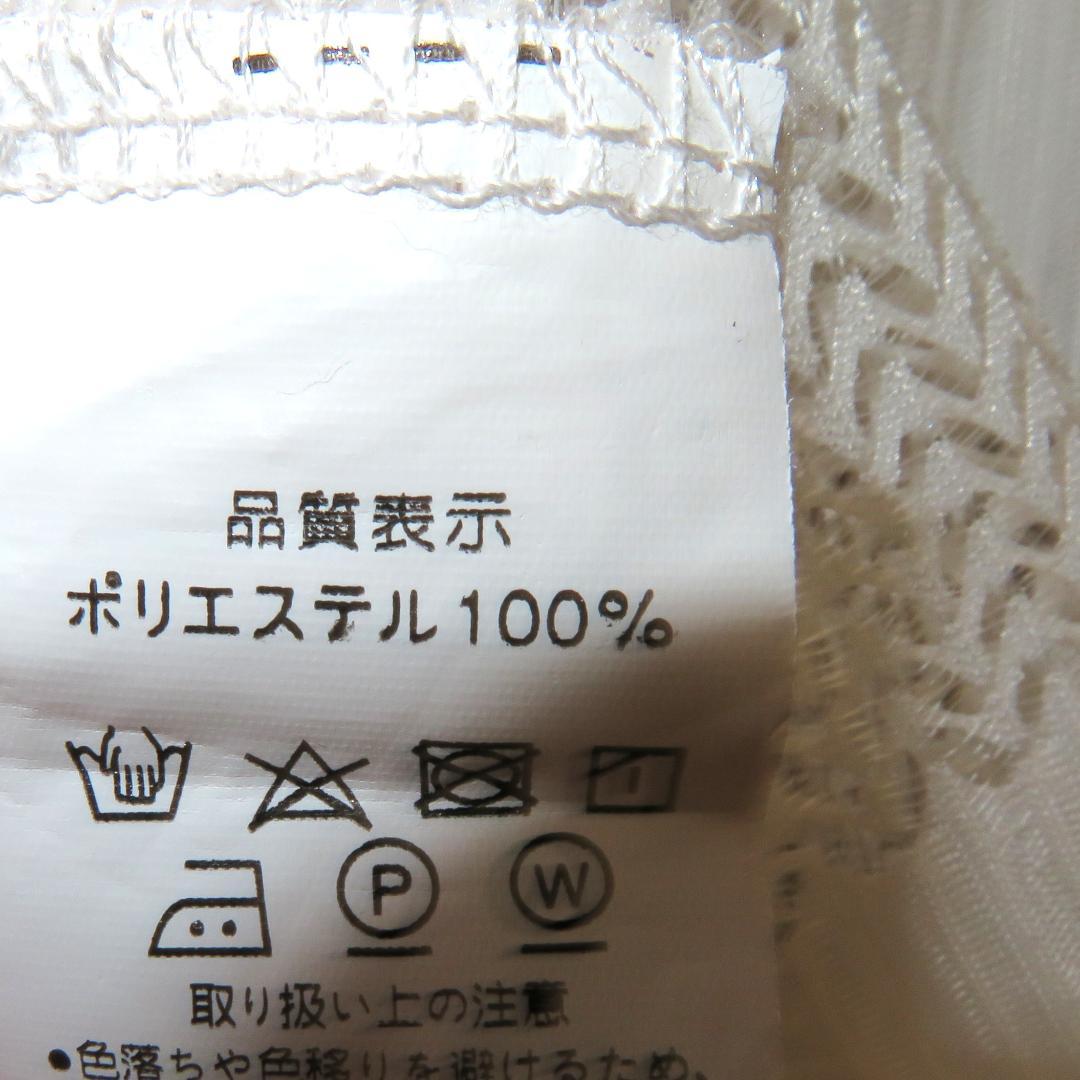 品質表示
ポリエステル100%
P W
取り扱い上の注意
•色落ちや色移りを避けるため、